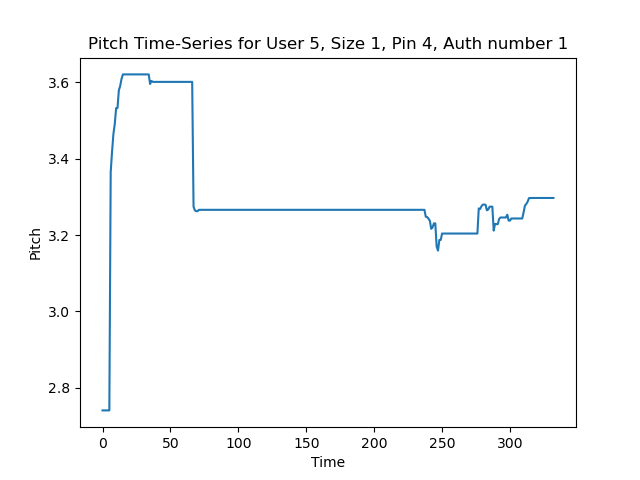 Pitch Time-Series for User 5, Size 1, Pin 4, Auth number 1
3.6
3.4
3.2
3.0
2.8
Pitch
0 50 100 150 200 250 300
Time